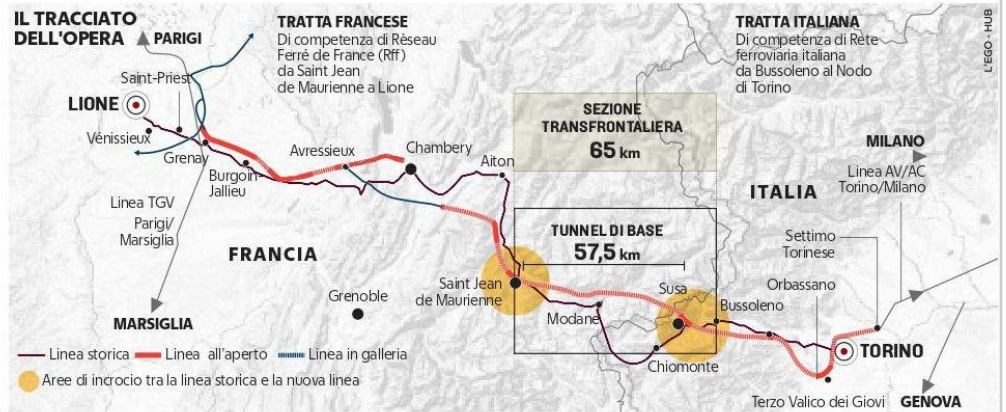 IL TRACCIATO
DELL'OPERA
PARIGI
TRATTA FRANCESE
Di competenza di Rèseau
Ferré de France (Rff)
da Saint Jean
de Maurienne a Lione
TRATTA ITALIANA
Di competenza di Rete
ferroviaria italiana
da Bussoleno al Nodo
di Torino
L'EGO - HUB
Saint-Priest
LIONE
Vénissieux
Grenay
Burgoin-
Jallieu
Avressieux
Chambery
Aiton
SEZIONE
TRANSFRONTALIERA
65 km
MILANO
Linea AV/AC
Torino/Milano
ITALIA
Linea TGV
Parigi/
Marsiglia
FRANCIA
TUNNEL DI BASE
57,5 km
Settimo
Torinese
Orbassano
Saint Jean
de Maurienne
Grenoble
Modane
Susa
Bussoleno
Chiomonte
MARSIGLIA
TORINO
Linea storica
Linea all'aperto
Linea in galleria
Aree di incrocio tra la linea storica e la nuova linea
Terzo Valico dei Giovi
GENOVA